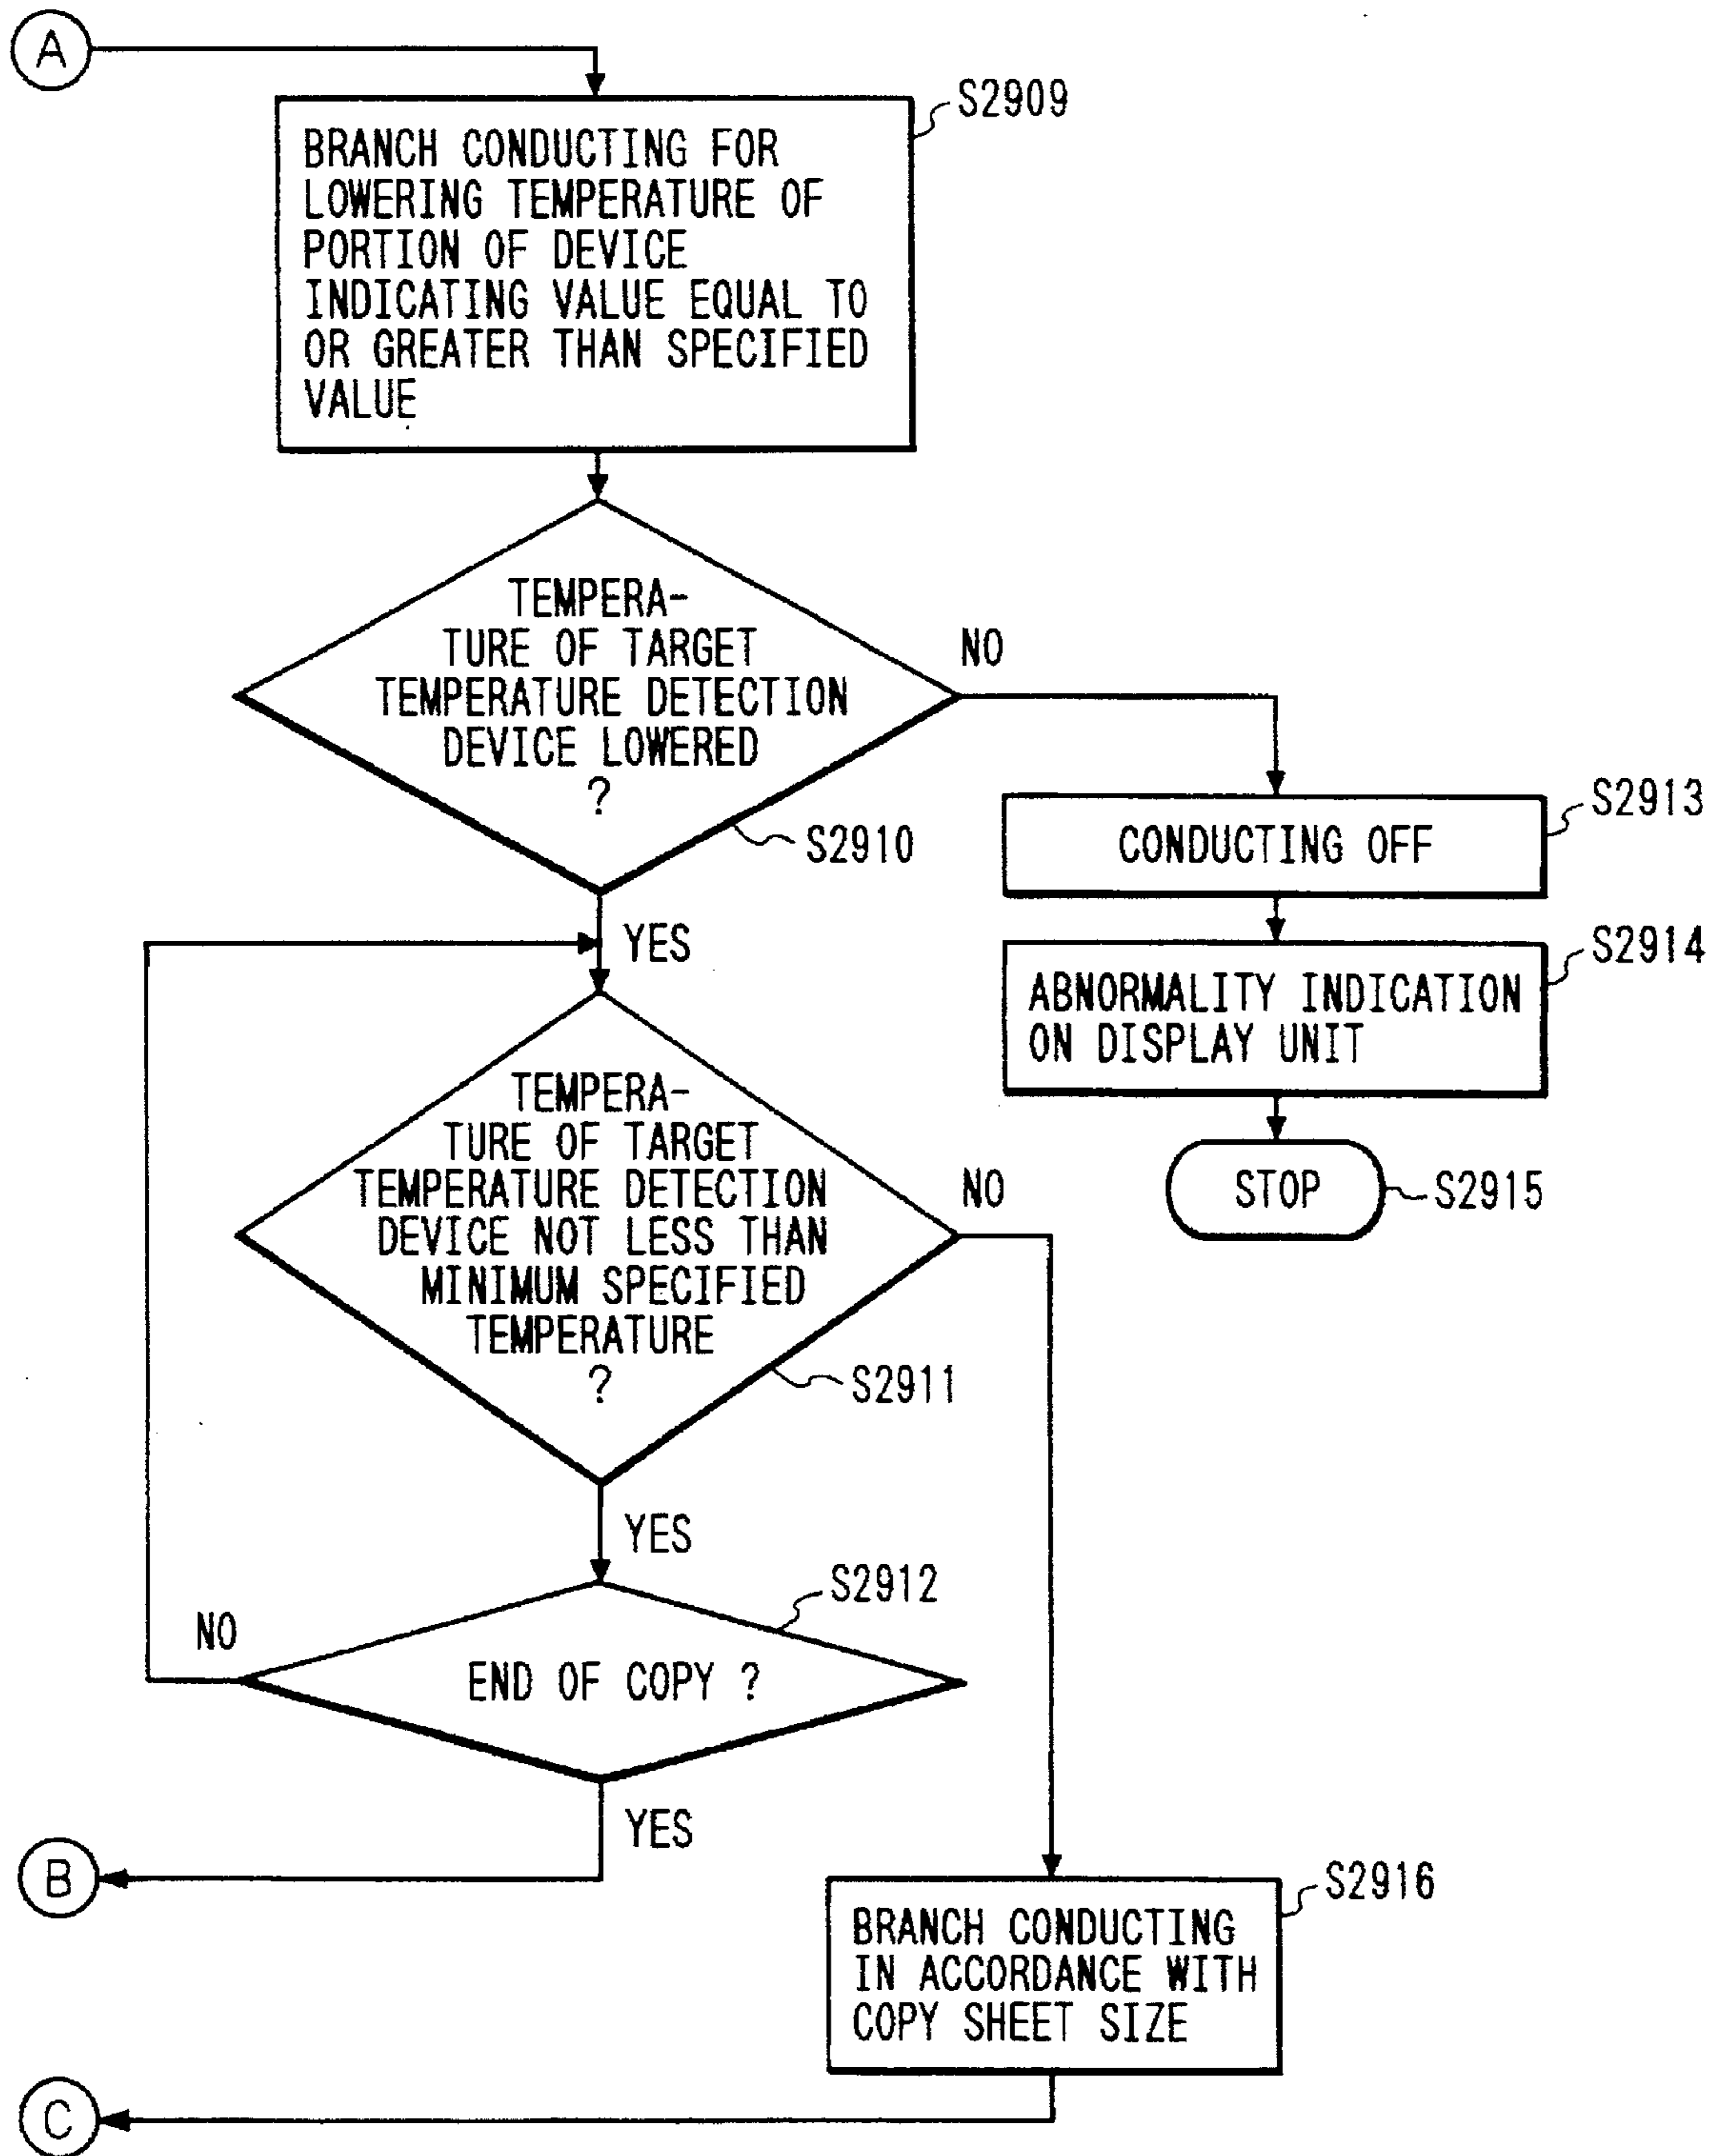 A
S2909
BRANCH CONDUCTING FOR
LOWERING TEMPERATURE OF
PORTION OF DEVICE
INDICATING VALUE EQUAL TO
OR GREATER THAN SPECIFIED
VALUE
TEMPERA-
TURE OF TARGET
TEMPERATURE DETECTION
DEVICE LOWERED
?
NO
S2910
S2913
CONDUCTING OFF
YES
S2914
ABNORMALITY INDICATION
ON DISPLAY UNIT
STOP
S2915
TEMPERA-
TURE OF TARGET
TEMPERATURE DETECTION
DEVICE NOT LESS THAN
MINIMUM SPECIFIED
TEMPERATURE
?
NO
S2911
YES
S2912
NO
END OF COPY ?
YES
B
S2916
BRANCH CONDUCTING
IN ACCORDANCE WITH
COPY SHEET SIZE
C